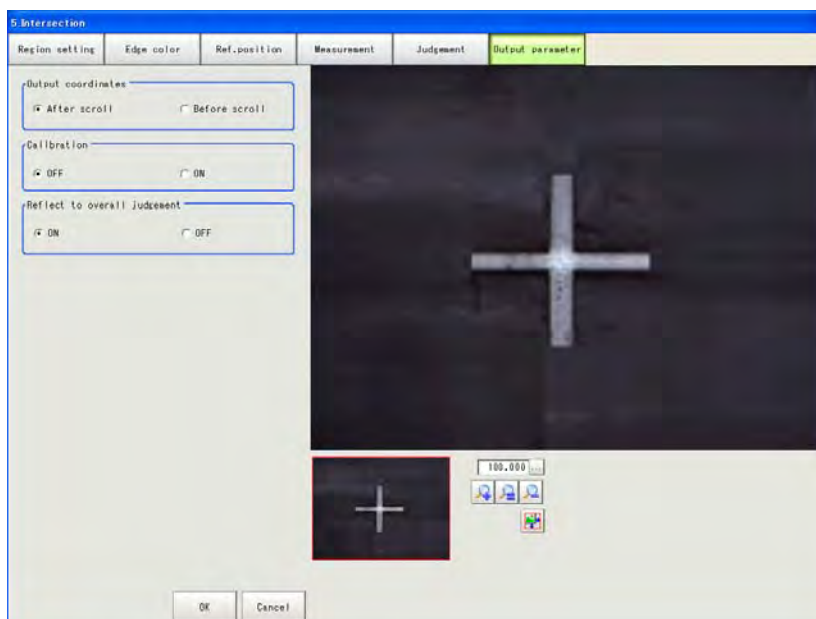 5.Intersection
Region setting Edge color Ref.position Measurement Judgement Output parameter
Output coordinates
After scroll Before scroll
Calibration
OFF ON
Reflect to overall judgement
ON OFF
100.000 ...
OK Cancel